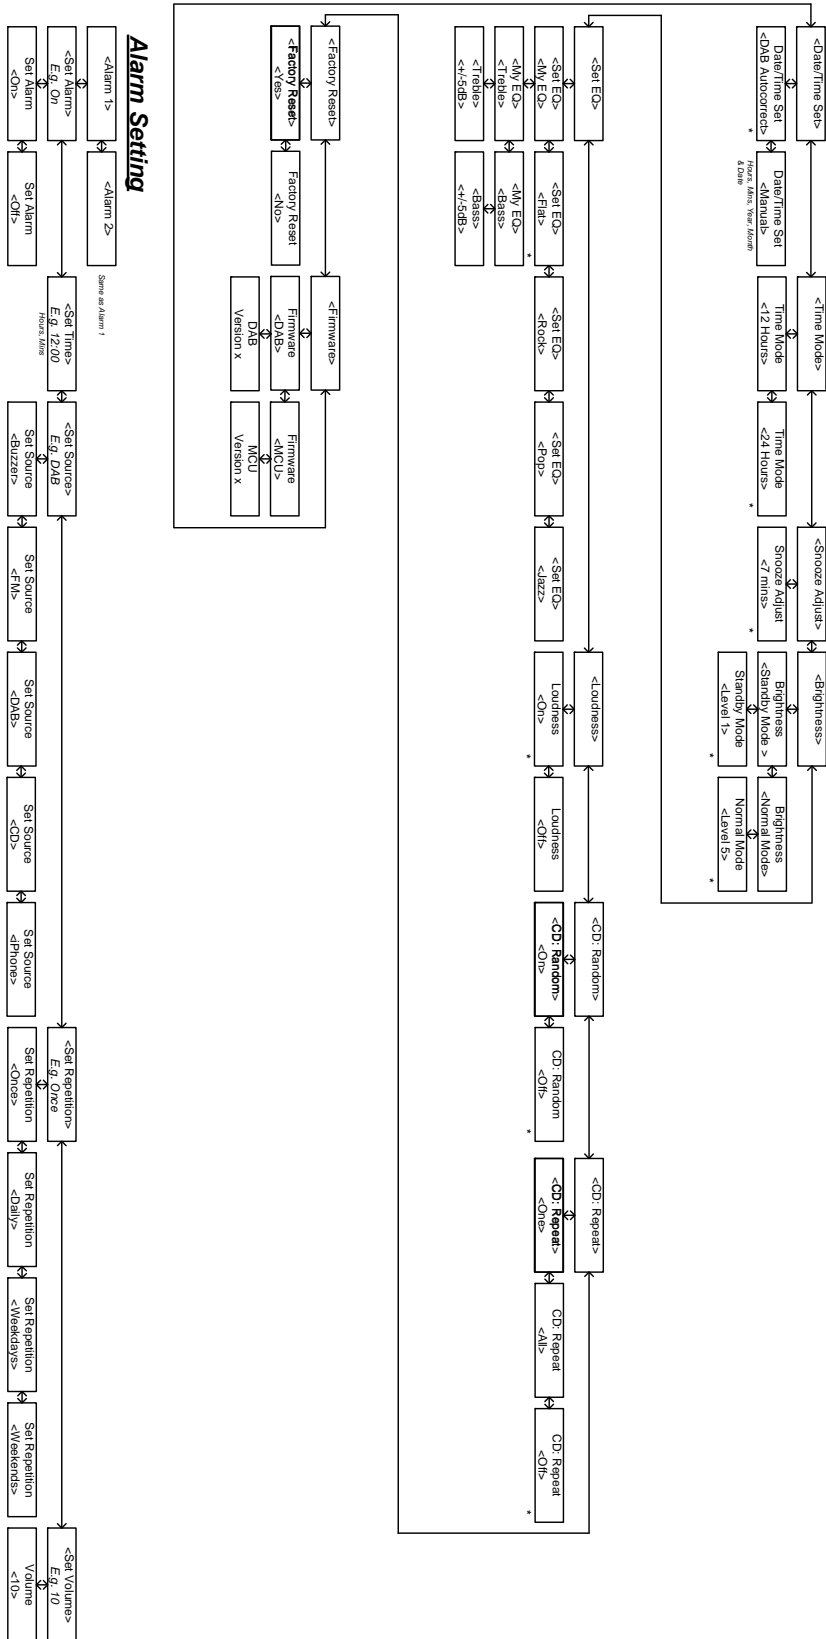 <Date/Time Set>
<Time Mode>
<Snooze Adjust>
<Brightness>
Date/Time Set
<DAB Autocorrect>
*
Date/Time Set
<Manual>
Hours, Mins, Year, Month
& Date
Time Mode
<12 Hours>
Time Mode
<24 Hours>
*
Snooze Adjust
<7 mins>
*
Brightness
<Standby Mode >
Brightness
<Normal Mode>
Standby Mode
<Level 1>
*
Normal Mode
<Level 5>
*
<Set EQ>
<Loudness>
<CD: Random>
<CD: Repeat>
<Set EQ>
<My EQ>
<Set EQ>
<Flat>
*
<Set EQ>
<Rock>
<Set EQ>
<Pop>
<Set EQ>
<Jazz>
Loudness
<On>
*
Loudness
<Off>
<CD: Random>
<On>
CD: Random
<Off>
*
<CD: Repeat>
<One>
CD: Repeat
<All>
CD: Repeat
<Off>
*
<My EQ>
<Treble>
<My EQ>
<Bass>
<Treble>
<+/-5dB>
<Bass>
<+/-5dB>
<Factory Reset>
<Firmware>
<Factory Reset>
<Yes>
Factory Reset
<No>
Firmware
<DAB>
Firmware
<MCU>
DAB
Version x
MCU
Version x
Alarm Setting
<Alarm 1>
<Alarm 2>
Same as Alarm 1
<Set Alarm>
E.g. On
<Set Time>
E.g. 12:00
Hours, Mins
<Set Source>
E.g. DAB
<Set Repetition>
E.g. Once
<Set Volume>
E.g. 10
Set Alarm
<On>
Set Alarm
<Off>
Set Source
<Buzzer>
Set Source
<FM>
Set Source
<DAB>
Set Source
<CD>
Set Source
<iPhone>
Set Repetition
<Once>
Set Repetition
<Daily>
Set Repetition
<Weekdays>
Set Repetition
<Weekends>
Volume
<10>